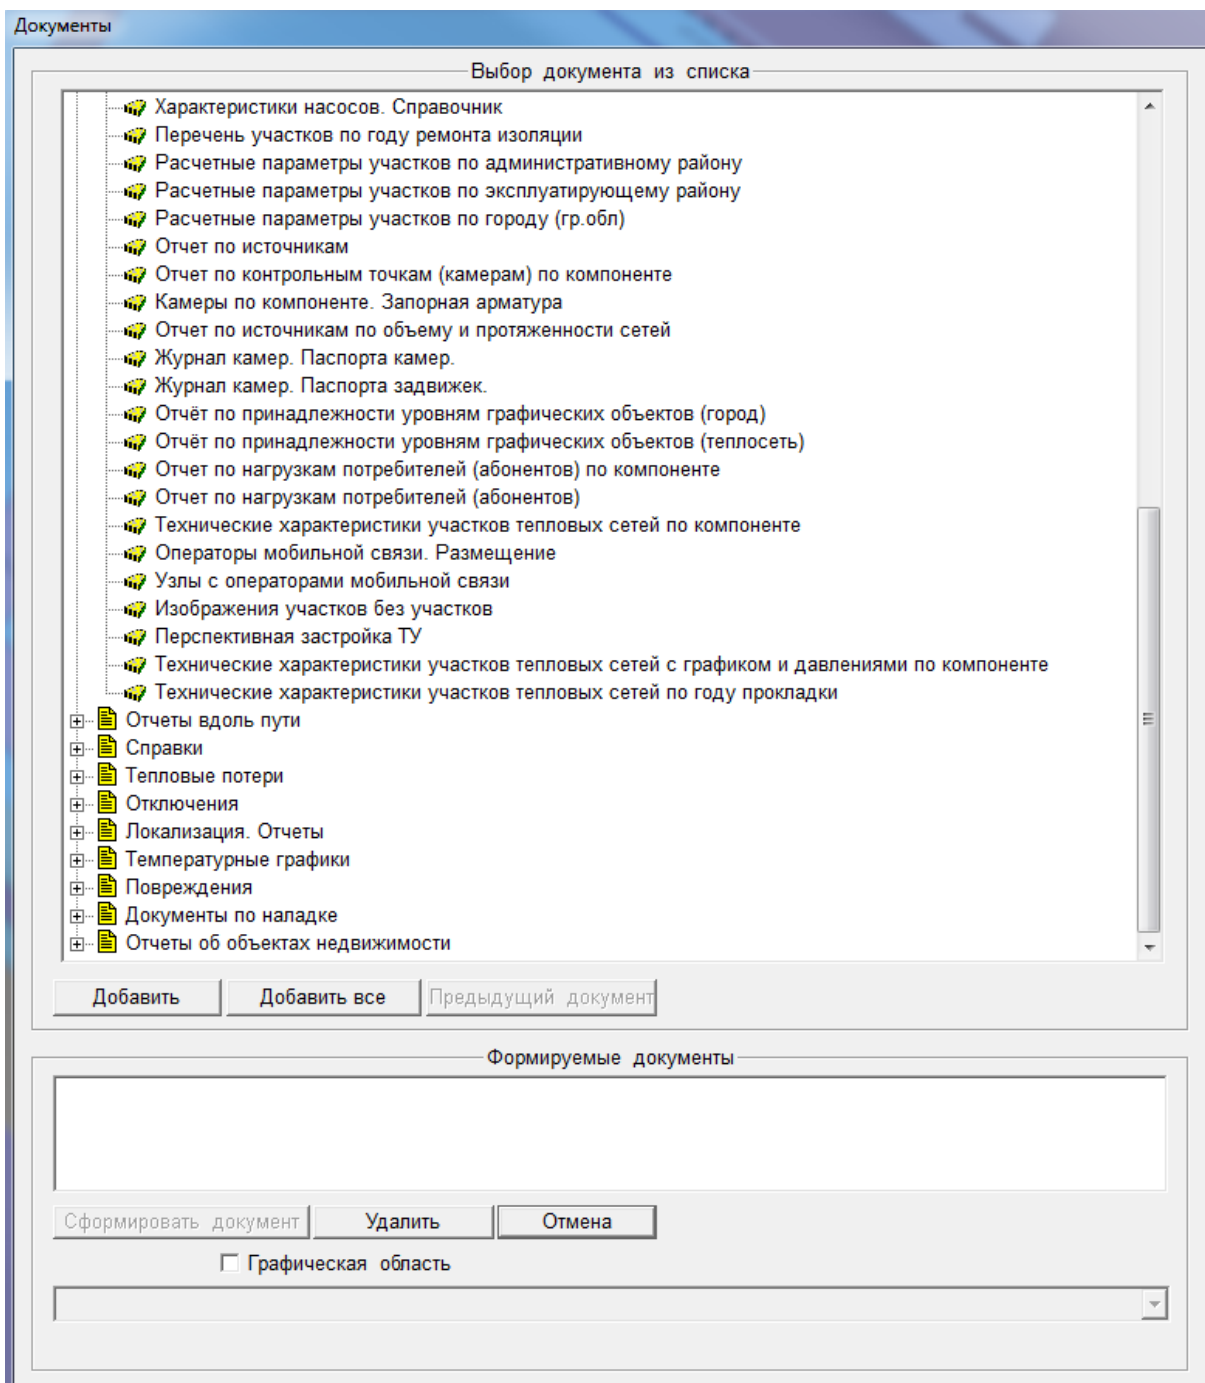 Документы
Выбор документа из списка
Характеристики насосов. Справочник
Перечень участков по году ремонта изоляции
Расчетные параметры участков по административному району
Расчетные параметры участков по эксплуатирующему району
Расчетные параметры участков по городу (гр.обл)
Отчет по источникам
Отчет по контрольным точкам (камерам) по компоненте
Камеры по компоненте. Запорная арматура
Отчет по источникам по объему и протяженности сетей
Журнал камер. Паспорта камер.
Журнал камер. Паспорта задвижек.
Отчёт по принадлежности уровням графических объектов (город)
Отчёт по принадлежности уровням графических объектов (теплосеть)
Отчет по нагрузкам потребителей (абонентов) по компоненте
Отчет по нагрузкам потребителей (абонентов)
Технические характеристики участков тепловых сетей по компоненте
Операторы мобильной связи. Размещение
Узлы с операторами мобильной связи
Изображения участков без участков
Перспективная застройка ТУ
Технические характеристики участков тепловых сетей с графиком и давлениями по компоненте
Технические характеристики участков тепловых сетей по году прокладки
Отчеты вдоль пути
Справки
Тепловые потери
Отключения
Локализация. Отчеты
Температурные графики
Повреждения
Документы по наладке
Отчеты об объектах недвижимости
Добавить Добавить все Предыдущий документ
Формируемые документы
Сформировать документ Удалить Отмена
Графическая область